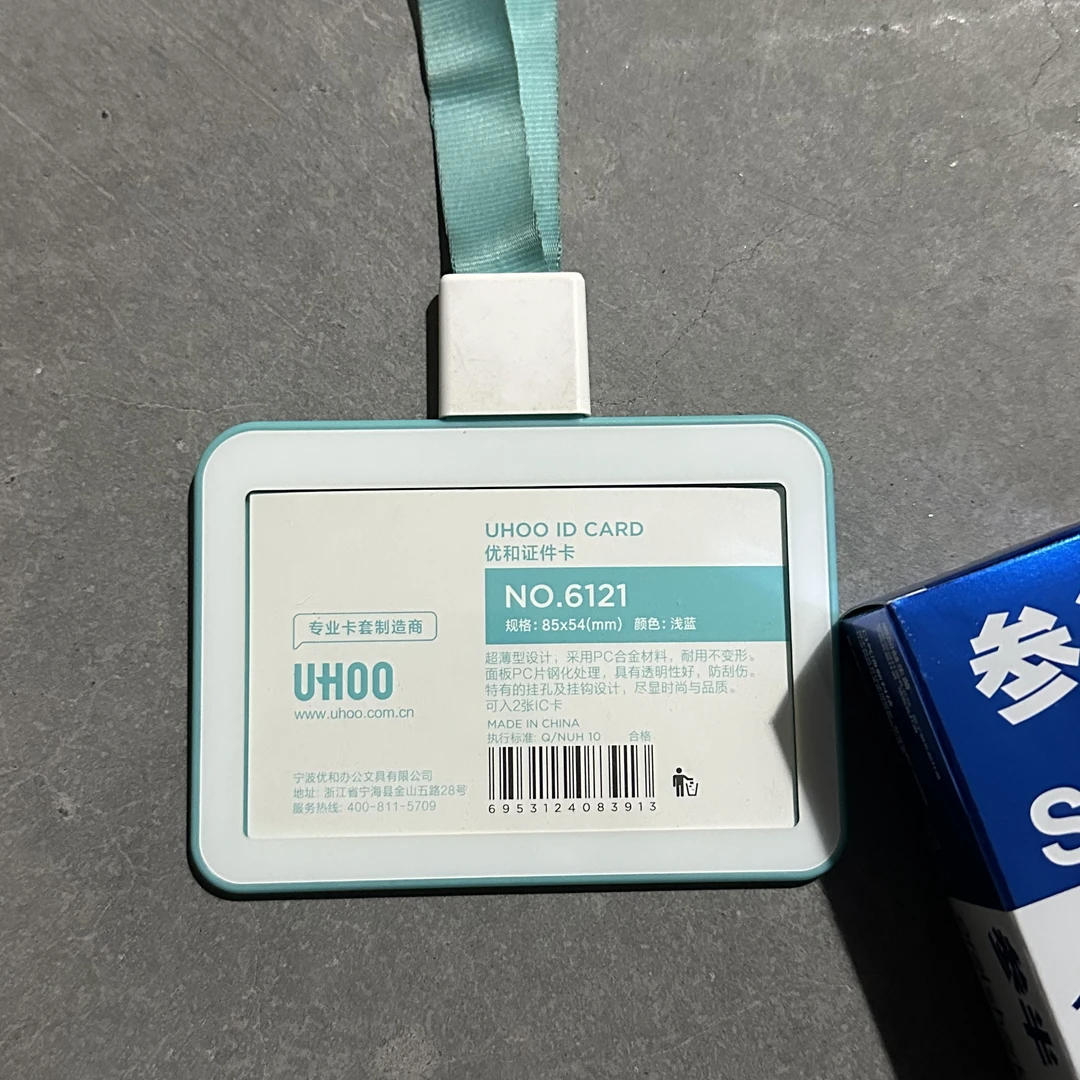 UHOO ID CARD
优和证件卡
NO.6121
规格：85x54(mm) 颜色：浅蓝
超薄型设计，采用PC合金材料，耐用不变形。
面板PC片钢化处理，具有透明性好，防刮伤。
特有的挂孔及挂钩设计，尽显时尚与品质。
可入2张IC卡
MADE IN CHINA
执行标准: Q/NUH 10 合格
6953124083913
专业卡套制造商
UHOO
www.uhoo.com.cn
宁波优和办公文具有限公司
地址: 浙江省宁海县金山五路28号
服务热线: 400-811-5709
参
S
参半